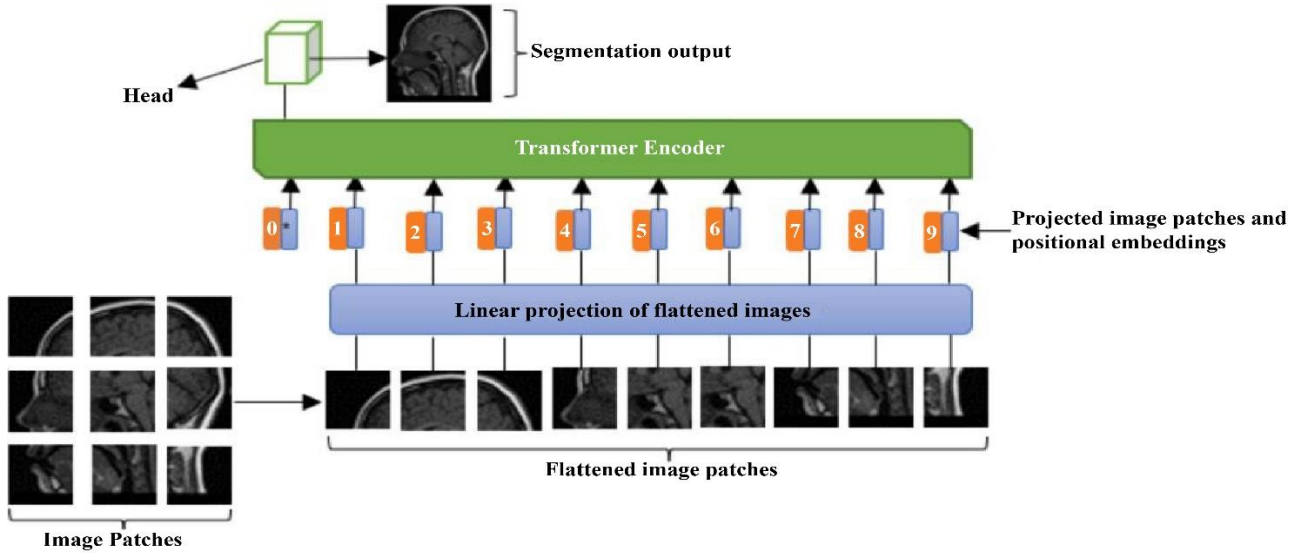 Segmentation output
Head
Transformer Encoder
0 * 1 2 3 4 5 6 7 8 9
Projected image patches and
positional embeddings
Linear projection of flattened images
Flattened image patches
Image Patches